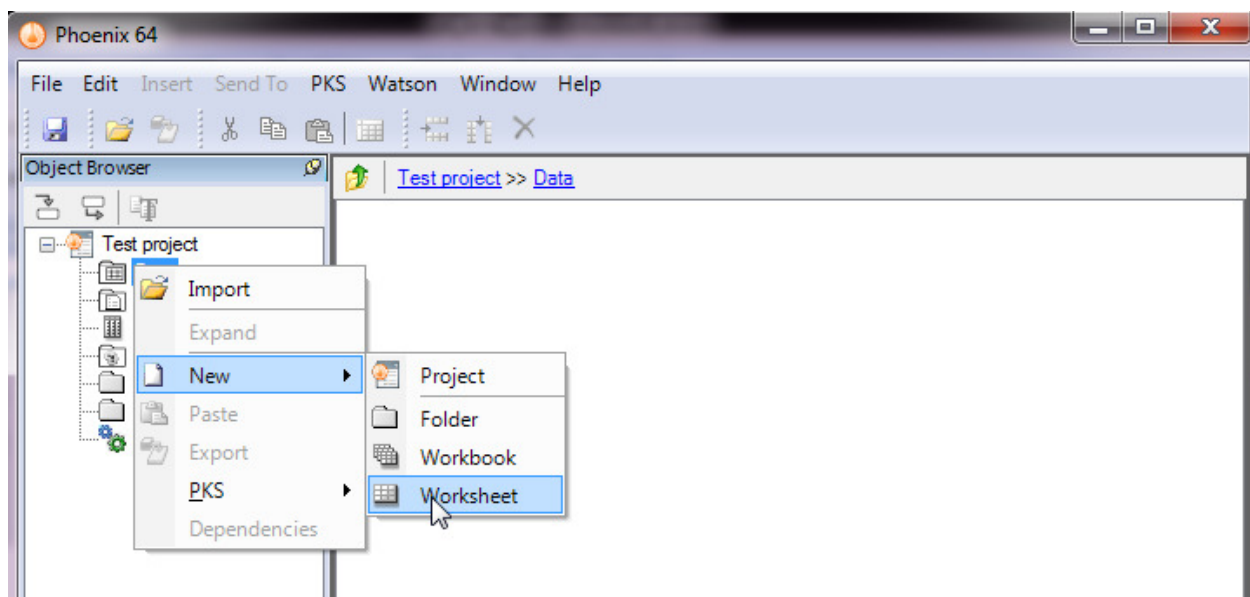 Phoenix 64
File Edit Insert Send To PKS Watson Window Help
Object Browser
Test project >> Data
Test project
Import
Expand
New
Paste
Export
PKS
Dependencies
Project
Folder
Workbook
Worksheet